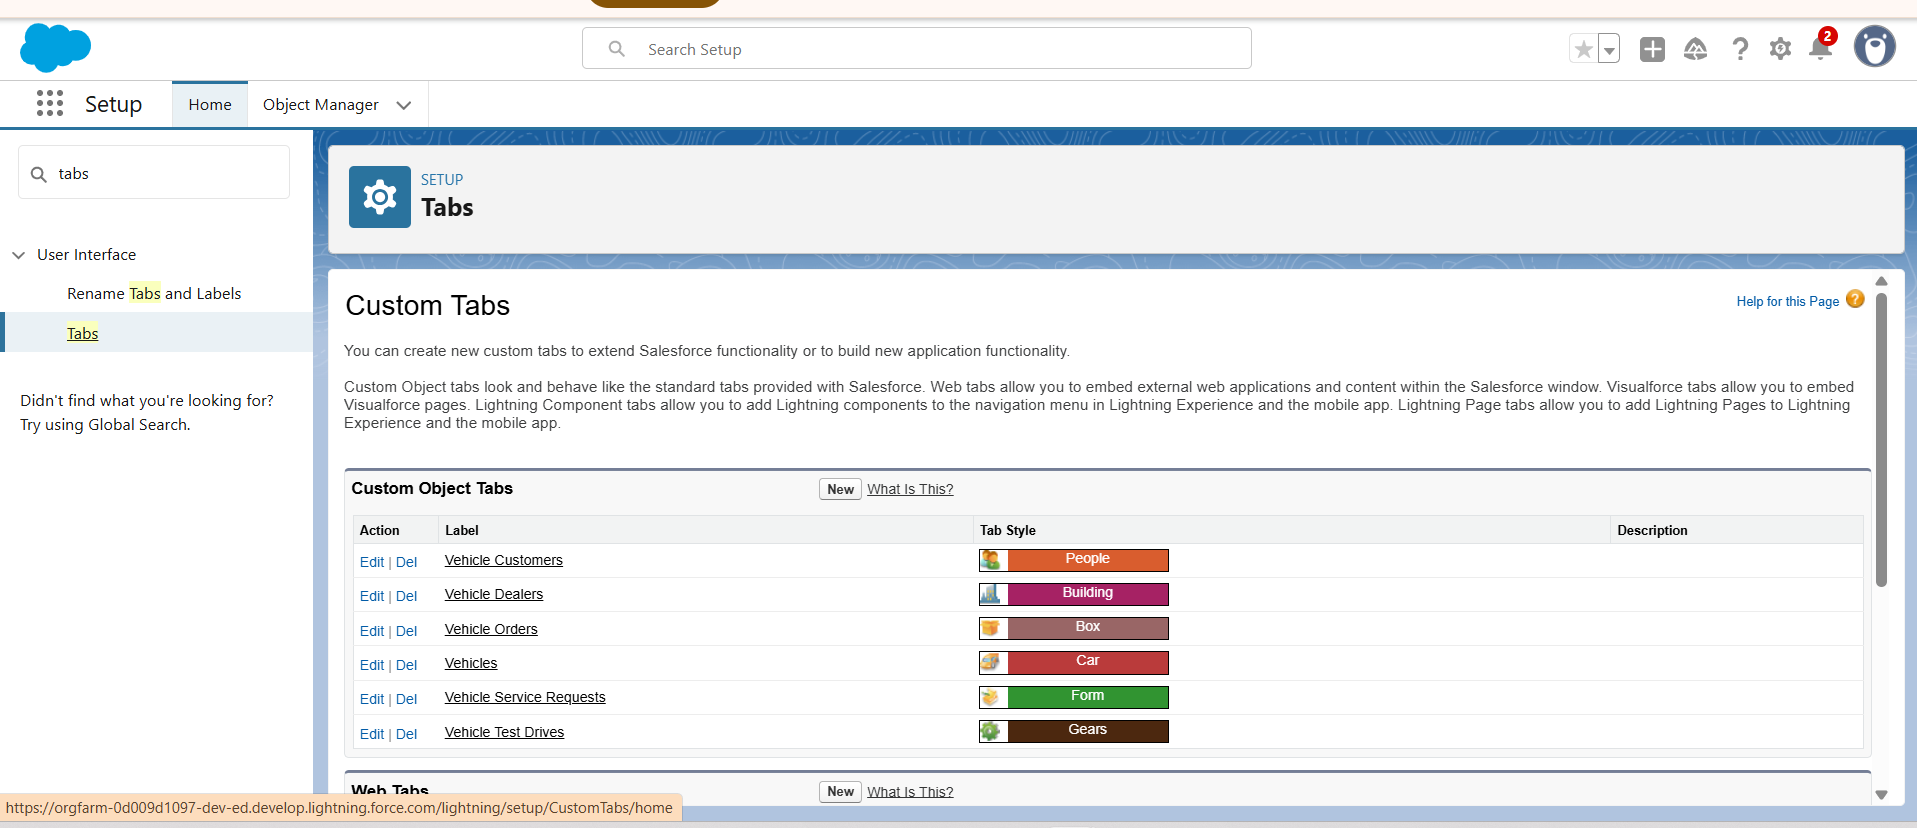 Search Setup
2
Setup
Home
Object Manager
tabs
User Interface
Rename Tabs and Labels
Tabs
Didn't find what you're looking for?
Try using Global Search.
SETUP
Tabs
Custom Tabs
Help for this Page
?
You can create new custom tabs to extend Salesforce functionality or to build new application functionality.
Custom Object tabs look and behave like the standard tabs provided with Salesforce. Web tabs allow you to embed external web applications and content within the Salesforce window. Visualforce tabs allow you to embed
Visualforce pages. Lightning Component tabs allow you to add Lightning components to the navigation menu in Lightning Experience and the mobile app. Lightning Page tabs allow you to add Lightning Pages to Lightning
Experience and the mobile app.
Custom Object Tabs New What Is This?
Action Label Tab Style Description
Edit | Del Vehicle Customers People
Edit | Del Vehicle Dealers Building
Edit | Del Vehicle Orders Box
Edit | Del Vehicles Car
Edit | Del Vehicle Service Requests Form
Edit | Del Vehicle Test Drives Gears
Web Tabs New What Is This?
https://orgfarm-0d009d1097-dev-ed.develop.lightning.force.com/lightning/setup/CustomTabs/home